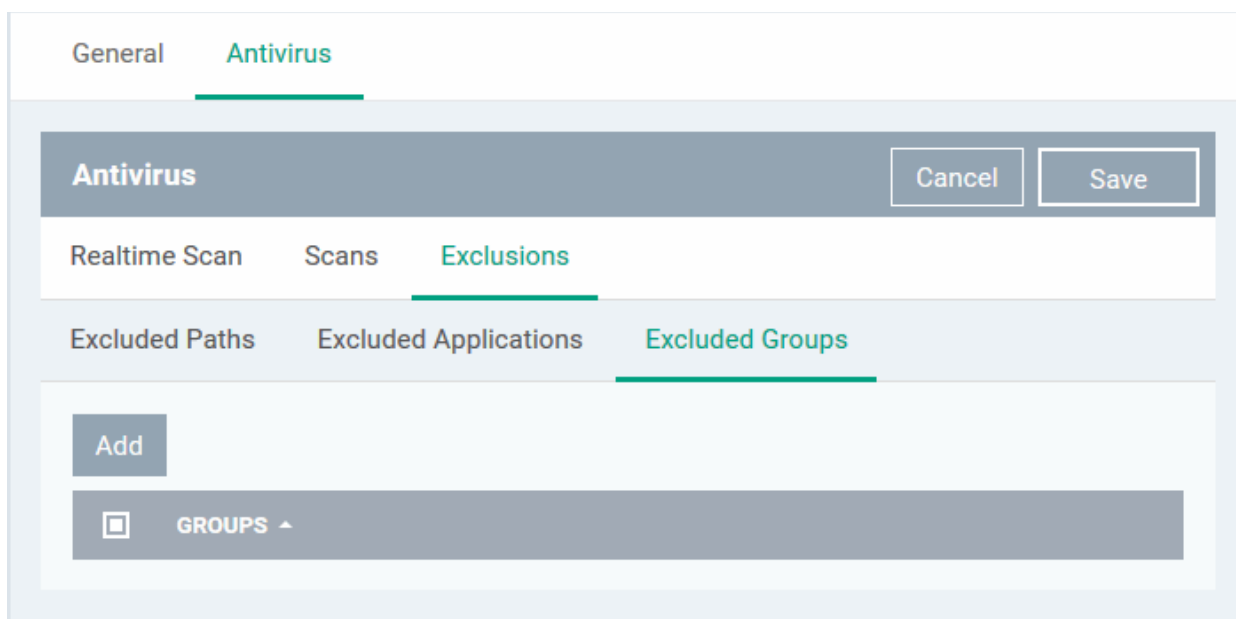 General Antivirus
Antivirus Cancel Save
Realtime Scan Scans Exclusions
Excluded Paths Excluded Applications Excluded Groups
Add
GROUPS